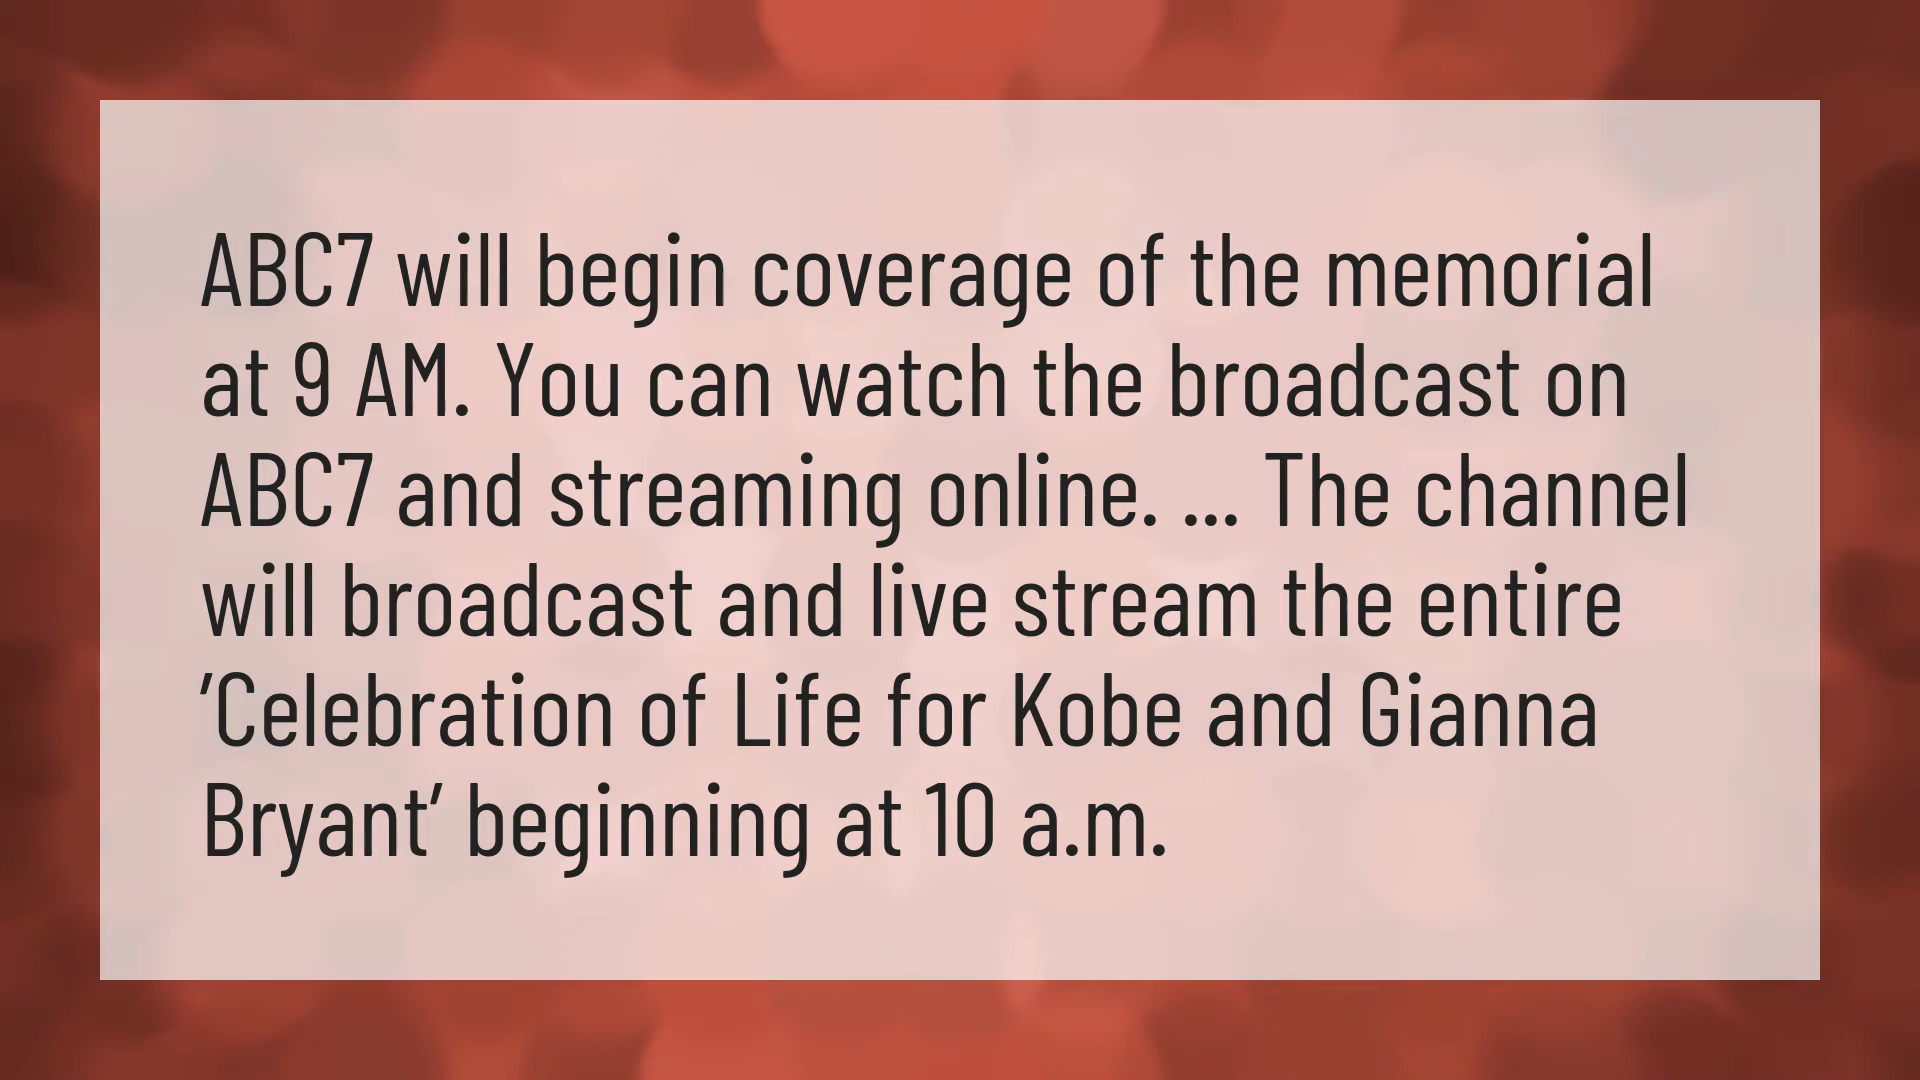 ABC7 will begin coverage of the memorial
at 9 AM. You can watch the broadcast on
ABC7 and streaming online. ... The channel
will broadcast and live stream the entire
'Celebration of Life for Kobe and Gianna
Bryant' beginning at 10 a.m.